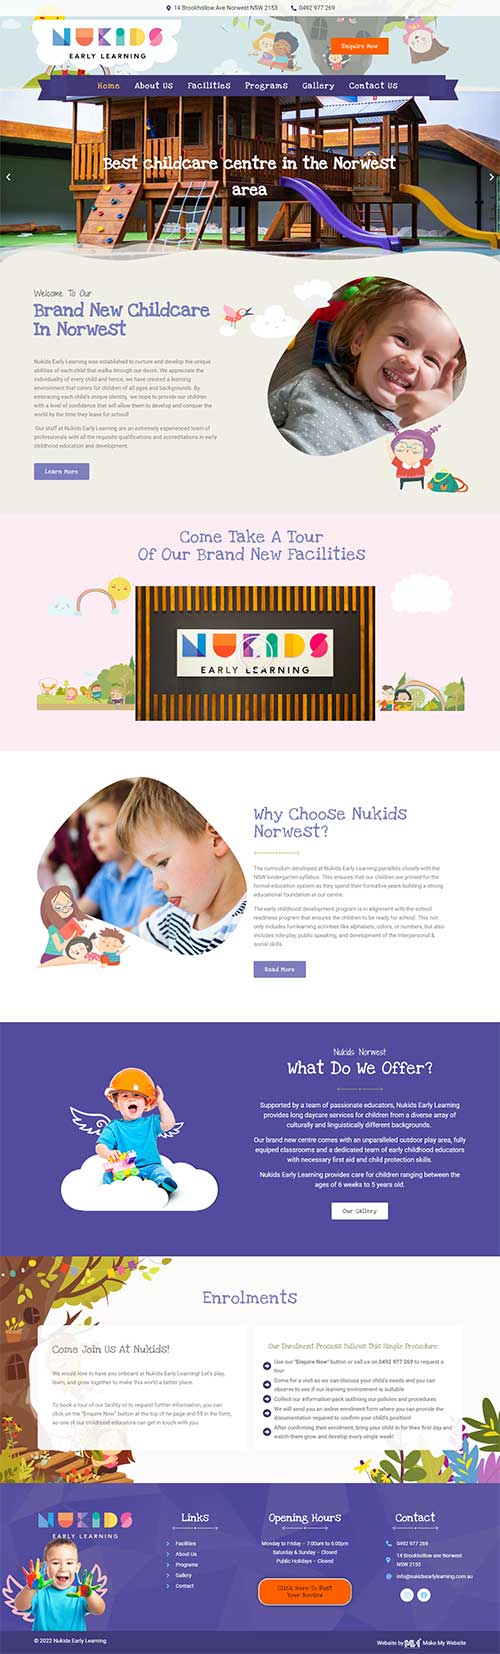 14 Brookhollow Ave Norwest NSW 2153 0492 977 269
NUKIDS
EARLY LEARNING
Enquire Now
Home About Us Facilities Programs Gallery Contact Us
Best childcare centre in the Norwest
area
Welcome To Our
Brand New Childcare
In Norwest
Nukids Early Learning was established to nurture and develop the unique
abilities of each child that walks through our doors. We appreciate the
individuality of every child and hence, we have created a learning
environment that caters for children of all ages and backgrounds. By
embracing each child's unique identity, we hope to provide our children
with a level of confidence that will allow them to develop and conquer the
world by the time they leave for school!
Our staff at Nukids Early Learning are an extremely experienced team of
professionals with all the requisite qualifications and accreditations in early
childhood education and development.
Learn More
Come Take A Tour
Of Our Brand New Facilities
NUKIDS
EARLY LEARNING
Why Choose Nukids
Norwest?
The curriculum developed at Nukids Early Learning parallels closely with the
NSW kindergarten syllabus. This ensures that our children are primed for the
formal education system as they spend their formative years building a strong
educational foundation at our centre.
The early childhood development program is in alignment with the school
readiness program that ensures the children to be ready for school. This not
only includes fun learning activities like alphabets, colors, or numbers, but also
includes role-play, public speaking, and development of the interpersonal &
social skills.
Read More
Nukids Norwest
What Do We Offer?
Supported by a team of passionate educators, Nukids Early Learning
provides long daycare services for children from a diverse array of
culturally and linguistically different backgrounds.
Our brand new centre comes with an unparalleled outdoor play area, fully
equiped classrooms and a dedicated team of early childhood educators
with necessary first aid and child protection skills.
Nukids Early Learning provides care for children ranging between the
ages of 6 weeks to 5 years old.
Our Gallery
Enrolments
Come Join Us At Nukids!
We would love to have you onboard at Nukids Early Learning! Let's play,
learn, and grow together to make this world a better place.
To book a tour of our facility or to request further information, you can
click on the "Enquire Now" button at the top of he page and fill in the form,
so one of our childhood educators can get in touch with you.
Our Enrolment Process Follows This Simple Procedure:
Use our "Enquire Now" button or call us on 0492 977 269 to request a
tour
Come for a visit so we can discuss your child's needs and you can
observe to see if our learning environment is suitable
Collect our information pack outlining our policies and procedures
We will send you an online enrolment form where you can provide the
documentation required to confirm your child's position!
After confirming their enrolment, bring your child in for their first day and
watch them grow and develop every single week!
NUKIDS
EARLY LEARNING
Links
Facilities
About Us
Programs
Gallery
Contact
Opening Hours
Monday to Friday – 7:00am to 6:00pm
Saturday & Sunday – Closed
Public Holidays – Closed
Click Here To Post
Your Review
Contact
0492 977 269
14 Brookhollow ave Norwest
NSW 2153
info@nukidsearlylearning.com.au
© 2022 Nukids Early Learning
Website by Make My Website